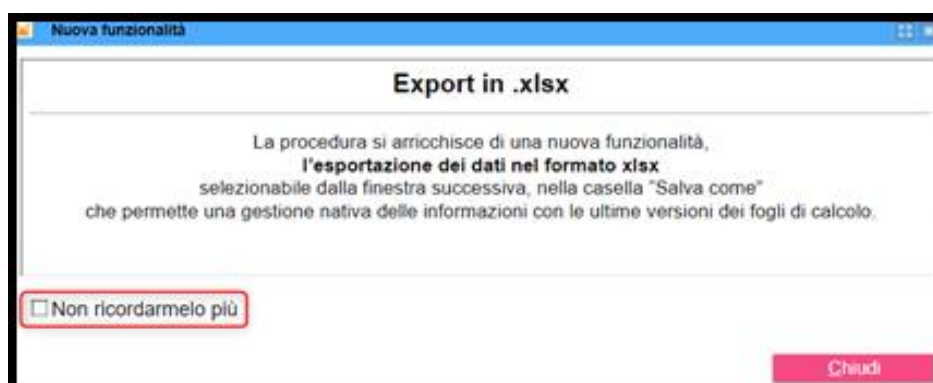 Nuova funzionalità
Export in .xlsx
La procedura si arricchisce di una nuova funzionalità,
l'esportazione dei dati nel formato xlsx
selezionabile dalla finestra successiva, nella casella "Salva come"
che permette una gestione nativa delle informazioni con le ultime versioni dei fogli di calcolo.
Non ricordarmelo più
Chiudi